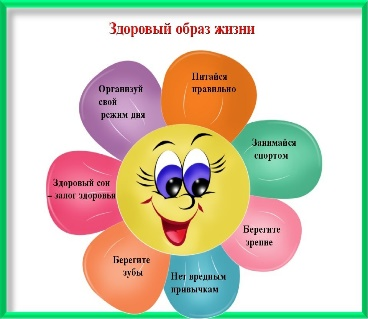 Здоровый образ жизни
Питайся
правильно
Занимайся
спортом
Берегите
зрение
Нет вредным
привычкам
Берегите
зубы
Здоровый сон
– залог здоровья
Организуй
свой
режим дня